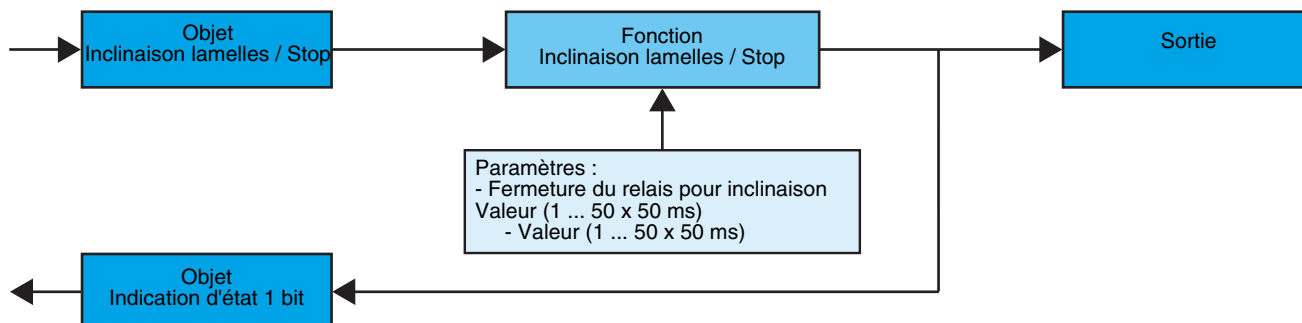 Objet
Inclinaison lamelles / Stop
Fonction
Inclinaison lamelles / Stop
Sortie
Paramètres :
- Fermeture du relais pour inclinaison
Valeur (1 ... 50 x 50 ms)
- Valeur (1 ... 50 x 50 ms)
Objet
Indication d'état 1 bit